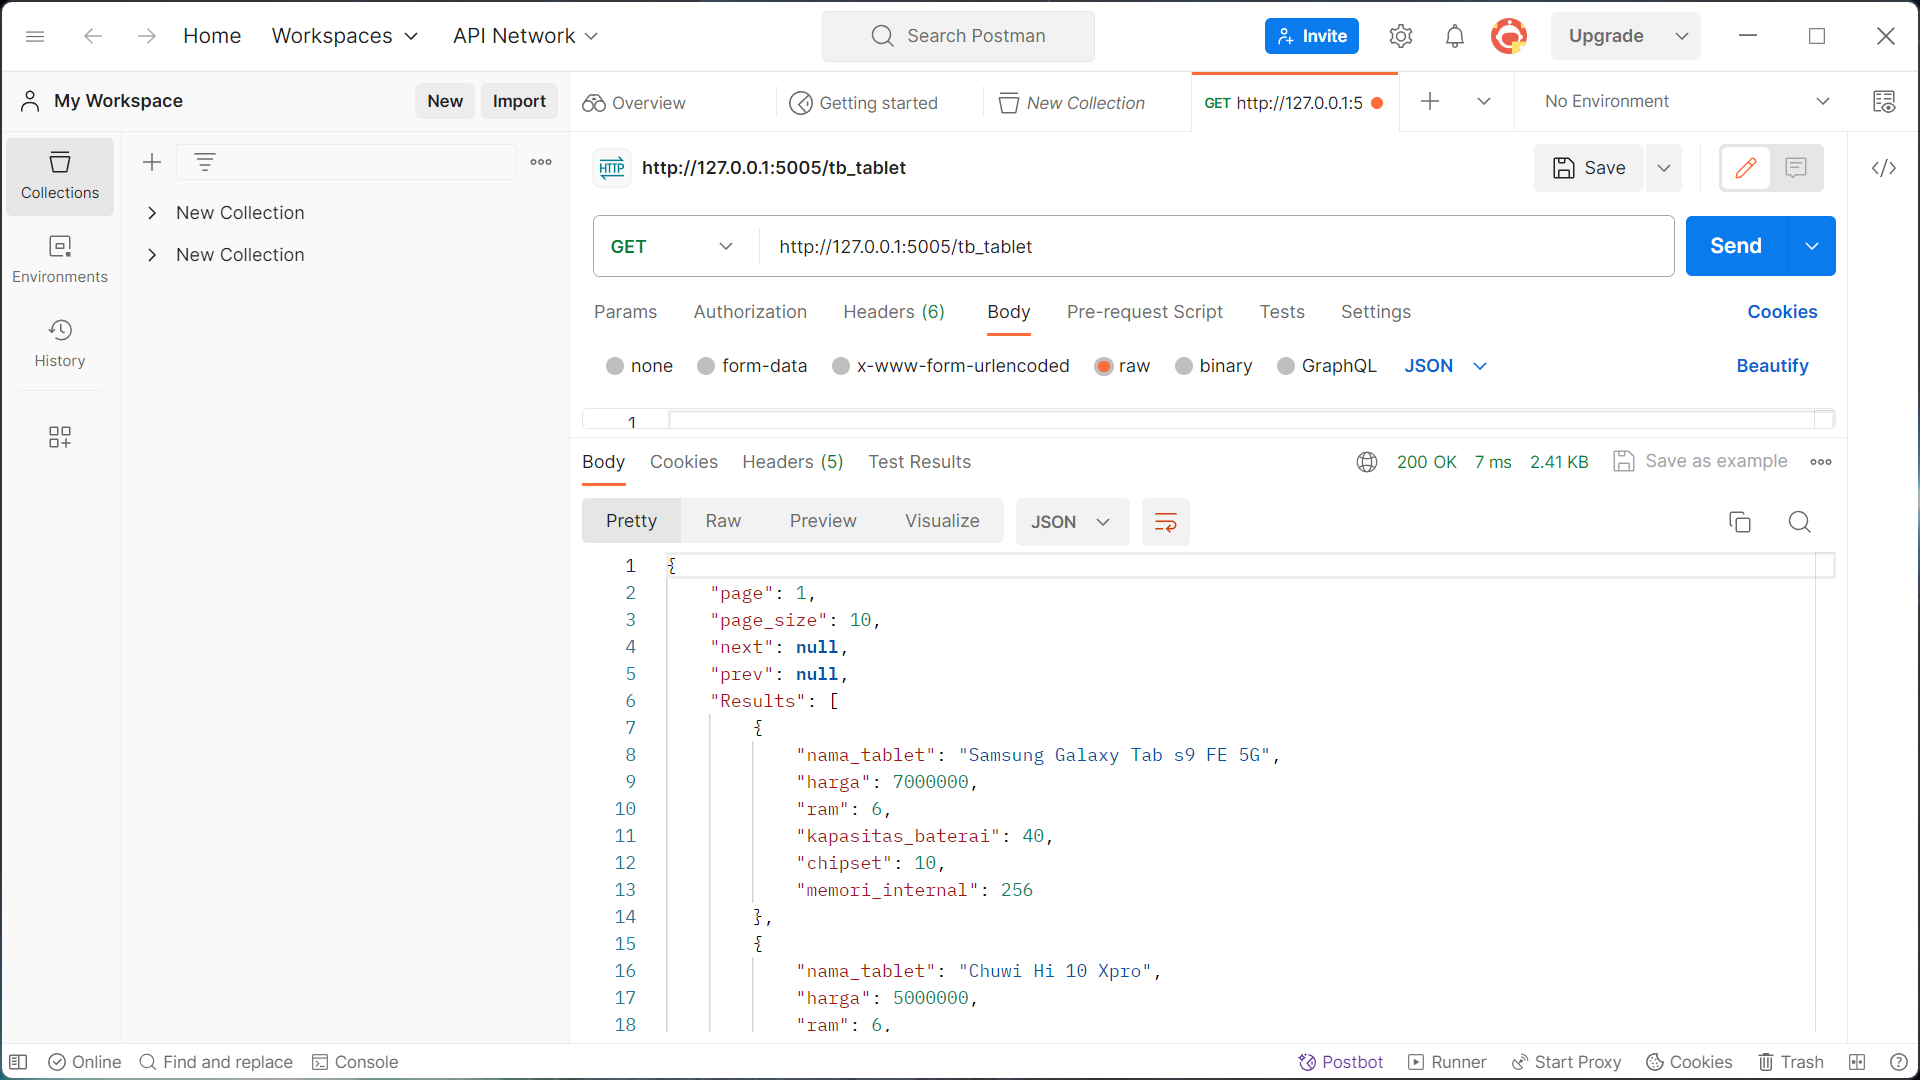 Home
Workspaces
API Network
Search Postman
Invite
Upgrade
My Workspace
New
Import
Overview
Getting started
New Collection
GET http://127.0.0.1:5
No Environment
Collections
Environments
History
New Collection
New Collection
HTTP
http://127.0.0.1:5005/tb_tablet
Save
GET
http://127.0.0.1:5005/tb_tablet
Send
Params
Authorization
Headers (6)
Body
Pre-request Script
Tests
Settings
Cookies
none
form-data
x-www-form-urlencoded
raw
binary
GraphQL
JSON
Beautify
1
Body
Cookies
Headers (5)
Test Results
200 OK
7 ms
2.41 KB
Save as example
Pretty
Raw
Preview
Visualize
JSON
1 {
2 "page": 1,
3 "page_size": 10,
4 "next": null,
5 "prev": null,
6 "Results": [
7 {
8 "nama_tablet": "Samsung Galaxy Tab s9 FE 5G",
9 "harga": 7000000,
10 "ram": 6,
11 "kapasitas_baterai": 40,
12 "chipset": 10,
13 "memori_internal": 256
14 },
15 {
16 "nama_tablet": "Chuwi Hi 10 Xpro",
17 "harga": 5000000,
18 "ram": 6,
Online
Find and replace
Console
Postbot
Runner
Start Proxy
Cookies
Trash